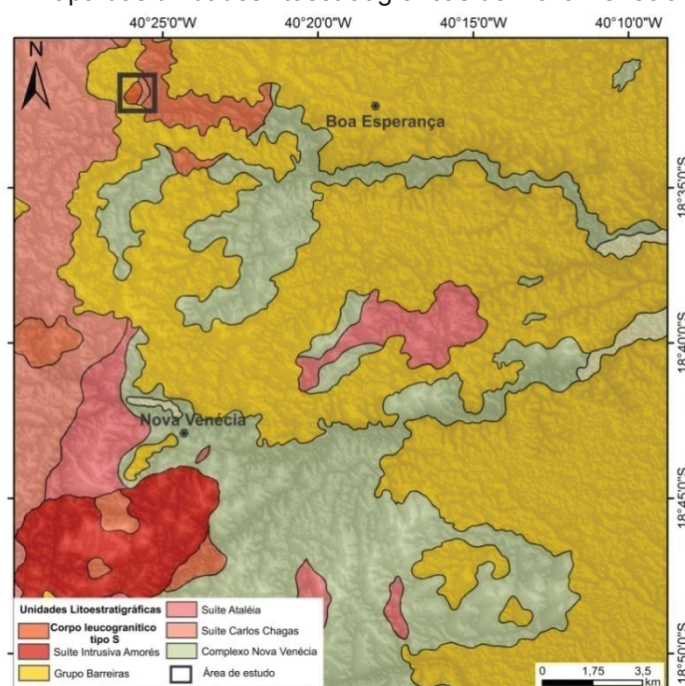 40°25'0"O 40°20'0"O 40°15'0"O 40°10'0"O
N
Boa Esperança
18°35'0"S
18°40'0"S
Nova Venécia
18°45'0"S
18°50'0"S
Unidades Litoestratigráficas
Corpo leucogranítico
tipo S
Suíte Intrusiva Amorés
Grupo Barreiras
Suíte Ataléia
Suíte Carlos Chagas
Complexo Nova Venécia
Área de estudo
0 1,75 3,5
km